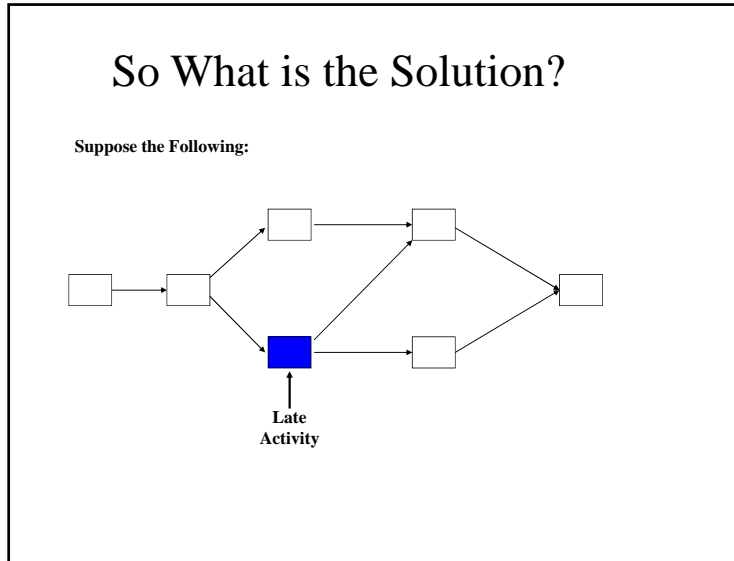 So What is the Solution?
Suppose the Following:
Late
Activity